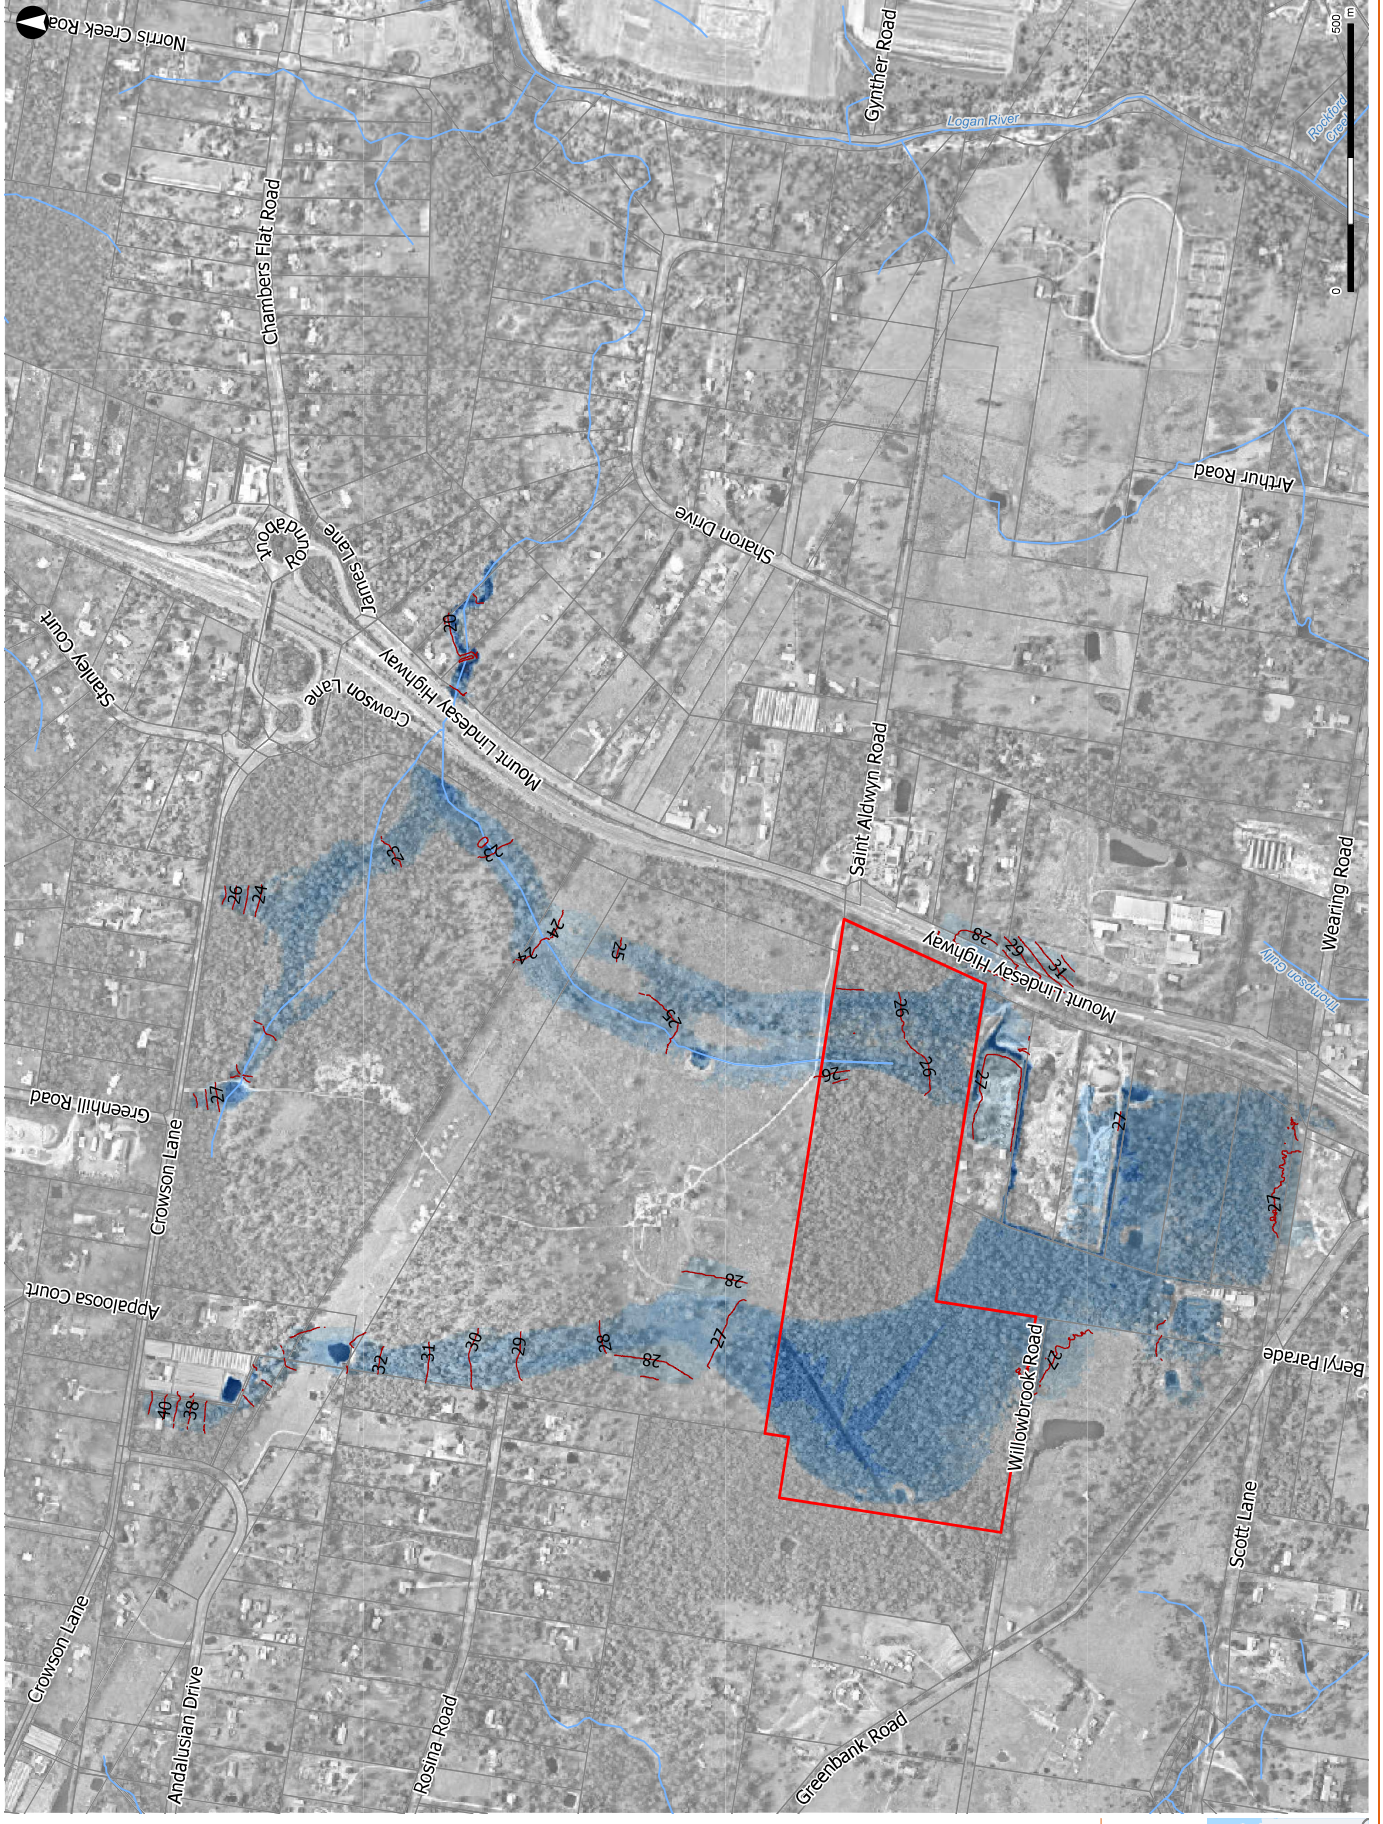 Norris Creek Roa
Gynther Road
500
m
0
Logan River
Rockford
Cree
Chambers Flat Road
Arthur Road
Roundabout
James Lane
Sharon Drive
Stanley Court
Crowson Lane
Mount Lindesay Highway
20
Saint Aldwyn Road
23
23
26
24
24
24
25
25
28
29
31
Mount Lindesay Highway
Wearing Road
Thompson Gully
26
26
26
27
27
27
27
Greenhill Road
Crowson Lane
Appaloosa Court
28
27
28
28
29
30
31
32
38
40
27
Willowbrook Road
Beryl Parade
Scott Lane
Crowson Lane
Andalusian Drive
Rosina Road
Greenbank Road